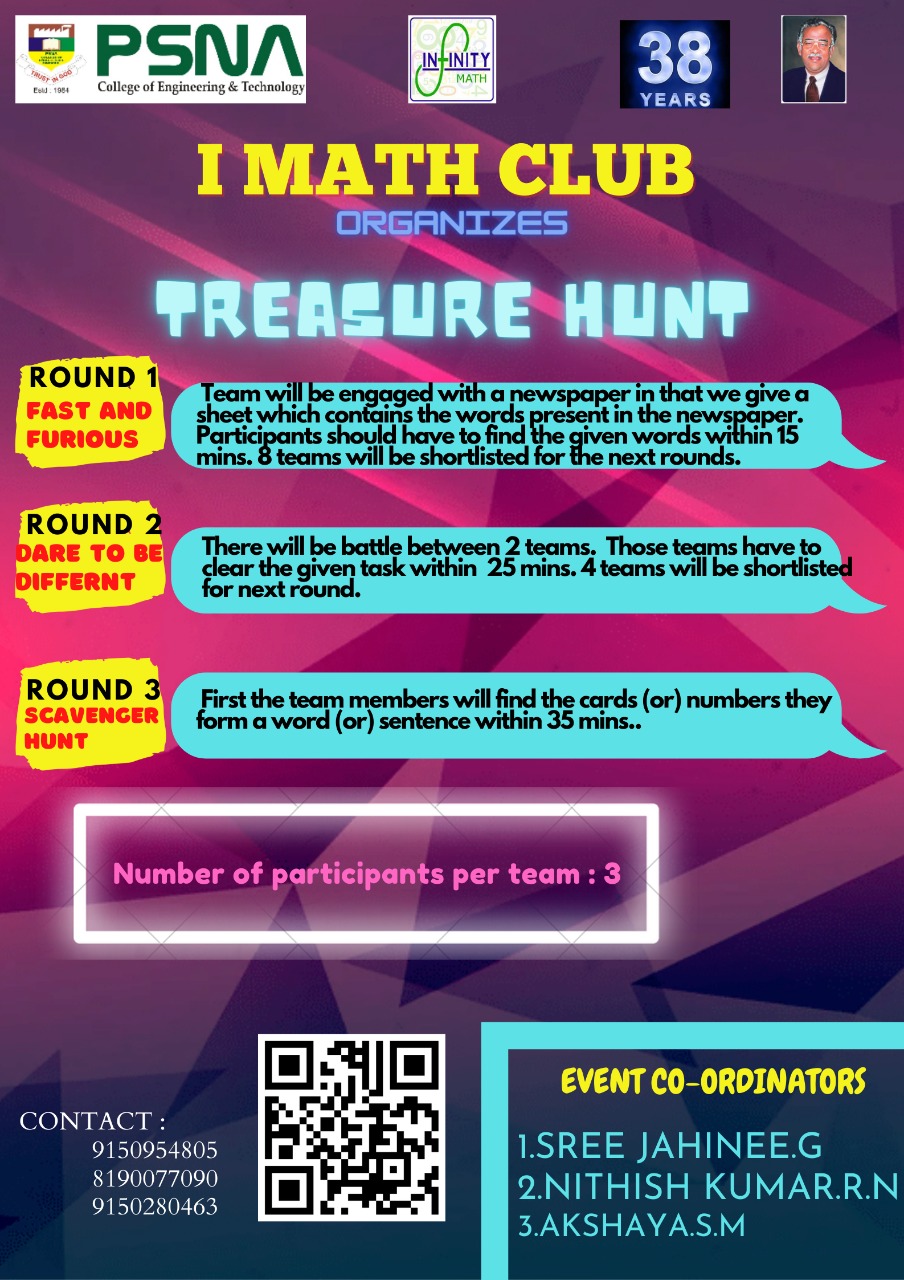 PSNA
College of Engineering & Technology
TRUST IN GOD
Estd : 1984
INFINITY
MATH
38
YEARS
I MATH CLUB
ORGANIZES
TREASURE HUNT
ROUND 1
FAST AND
FURIOUS
Team will be engaged with a newspaper in that we give a
sheet which contains the words present in the newspaper.
Participants should have to find the given words within 15
mins. 8 teams will be shortlisted for the next rounds.
ROUND 2
DARE TO BE
DIFFERNT
There will be battle between 2 teams. Those teams have to
clear the given task within 25 mins. 4 teams will be shortlisted
for next round.
ROUND 3
SCAVENGER
HUNT
First the team members will find the cards (or) numbers they
form a word (or) sentence within 35 mins..
Number of participants per team : 3
CONTACT :
9150954805
8190077090
9150280463
EVENT CO-ORDINATORS
1.SREE JAHINEE.G
2.NITHISH KUMAR.R.N
3.AKSHAYA.S.M